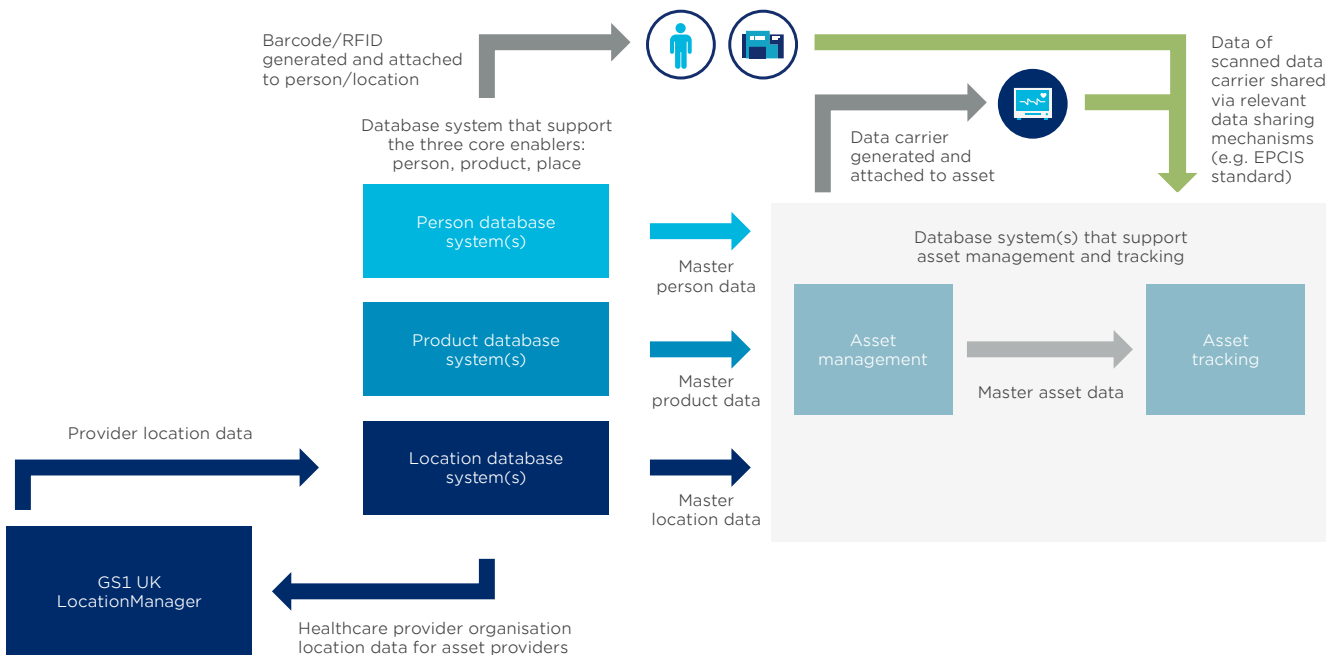 Barcode/RFID
generated and attached
to person/location
Data of
scanned data
carrier shared
via relevant
data sharing
mechanisms
(e.g. EPCIS
standard)
Database system that support
the three core enablers:
person, product, place
Data carrier
generated and
attached to asset
Person database
system(s)
Master
person data
Database system(s) that support
asset management and tracking
Product database
system(s)
Master
product data
Asset
management
Master asset data
Asset
tracking
Provider location data
Location database
system(s)
Master
location data
GS1 UK
LocationManager
Healthcare provider organisation
location data for asset providers